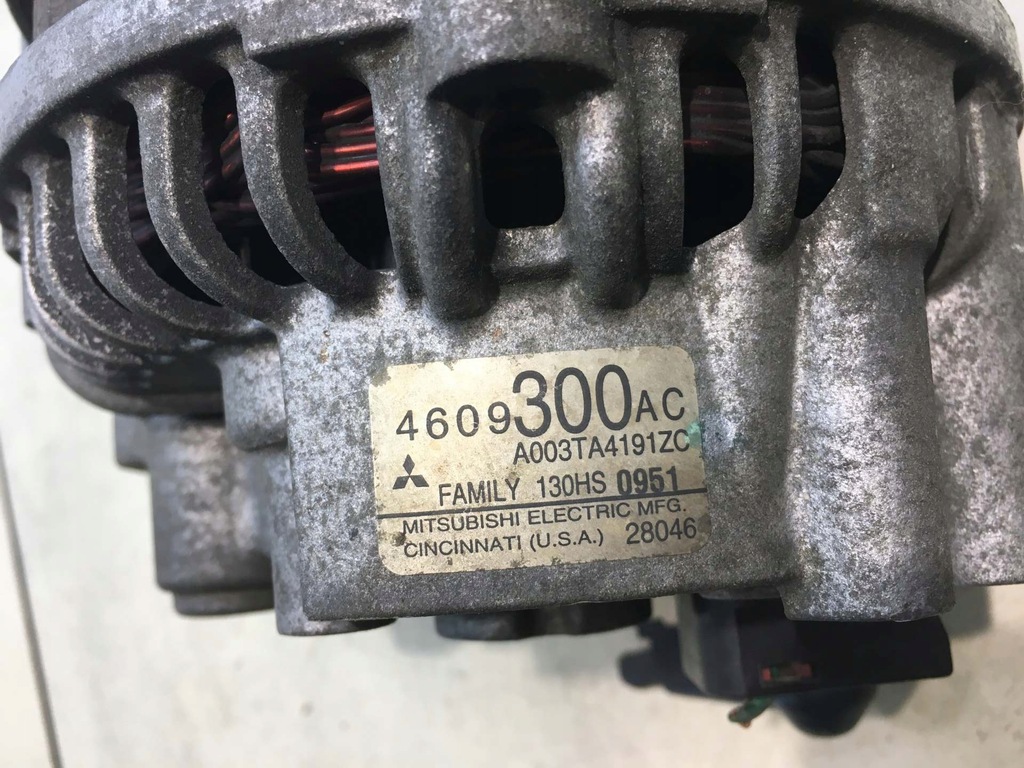 4609300AC
A003TA4191ZC
FAMILY 130HS 0951
MITSUBISHI ELECTRIC MFG.
CINCINNATI (U.S.A.) 28046